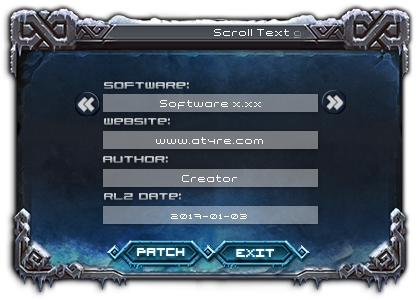 Scroll Text g
SOFTWARE:
Software x.xx
WEBSITE:
www.at4re.com
AUTHOR:
Creator
RLZ DATE:
2019-01-03
PATCH
EXIT